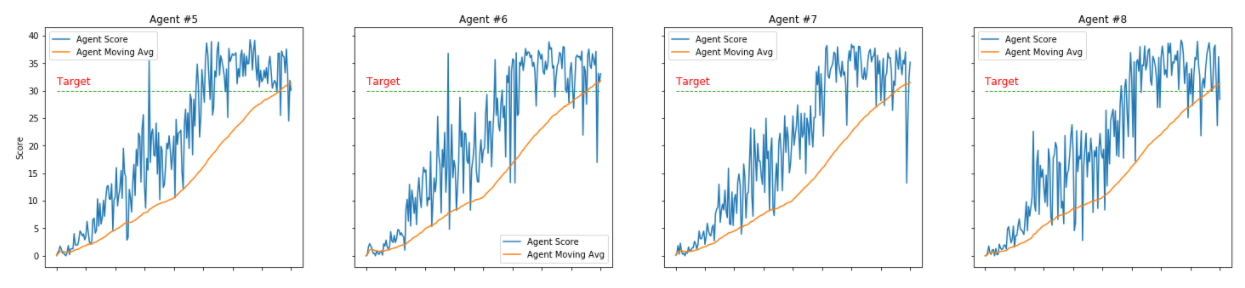 Agent #5
Agent Score
Agent Moving Avg
Target
Score
40
35
30
25
20
15
10
5
0
Agent #6
Target
Agent Score
Agent Moving Avg
Agent #7
Agent Score
Agent Moving Avg
Target
Agent #8
Agent Score
Agent Moving Avg
Target